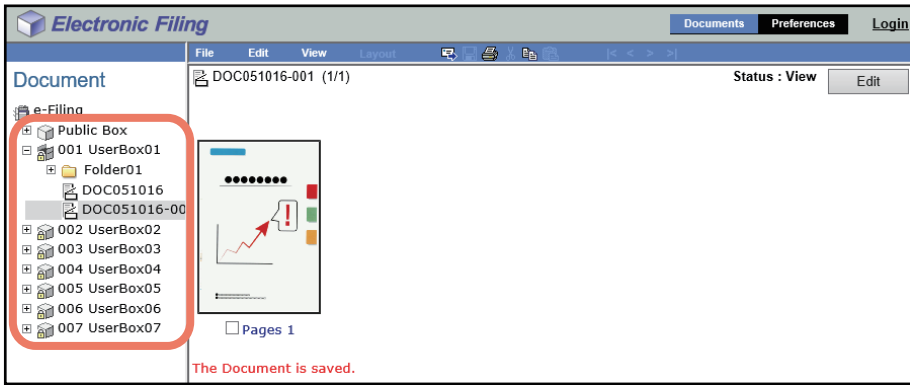 Electronic Filing
Documents Preferences Login
File Edit View Layout |< < > >|
Document
DOC051016-001 (1/1)
Status : View
Edit
e-Filing
Public Box
001 UserBox01
Folder01
DOC051016
DOC051016-00
002 UserBox02
003 UserBox03
004 UserBox04
005 UserBox05
006 UserBox06
007 UserBox07
!
Pages 1
The Document is saved.